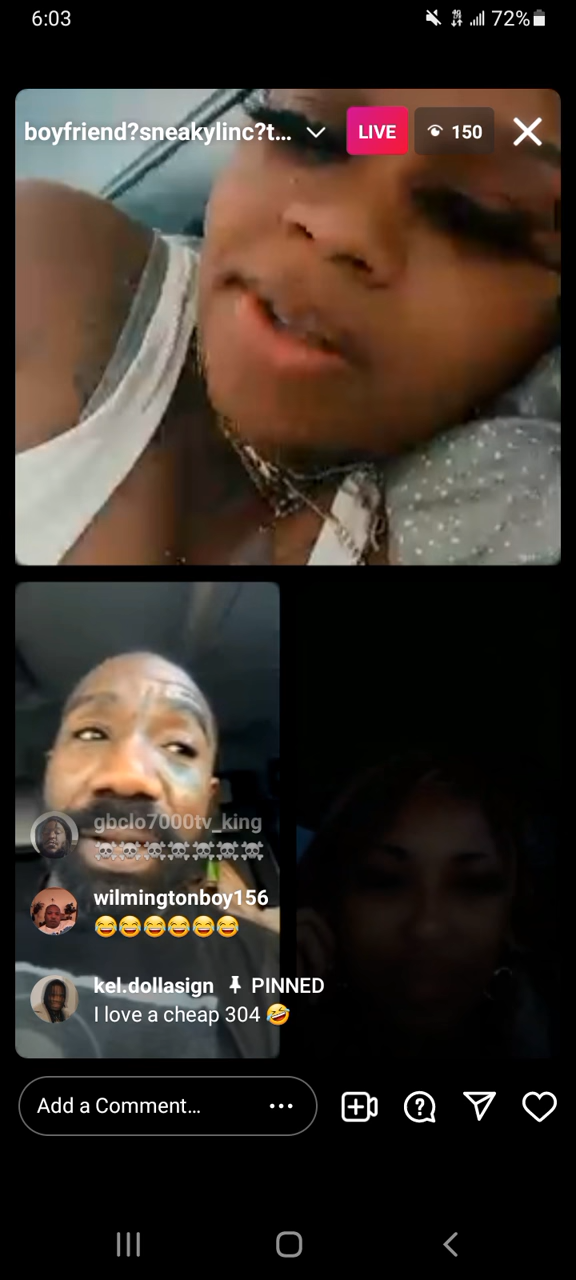 6:03
72%
boyfriend?sneakylinc?t...
LIVE
150
gbclo7000tv_king
☠️☠️☠️☠️☠️☠️☠️
wilmingtonboy156
😂😂😂😂😂😂
kel.dollasign 📌 PINNED
I love a cheap 304 🤣
Add a Comment...